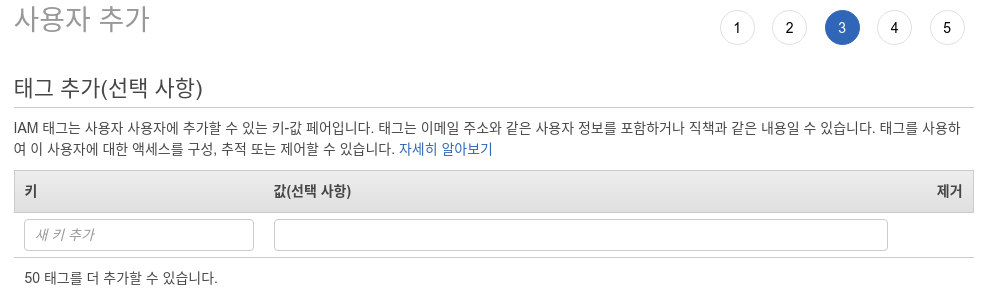 사용자 추가
1 2 3 4 5
태그 추가(선택 사항)
IAM 태그는 사용자 사용자에 추가할 수 있는 키-값 페어입니다. 태그는 이메일 주소와 같은 사용자 정보를 포함하거나 직책과 같은 내용일 수 있습니다. 태그를 사용하
여 이 사용자에 대한 액세스를 구성, 추적 또는 제어할 수 있습니다. 자세히 알아보기
키 값(선택 사항) 제거
새 키 추가
50 태그를 더 추가할 수 있습니다.